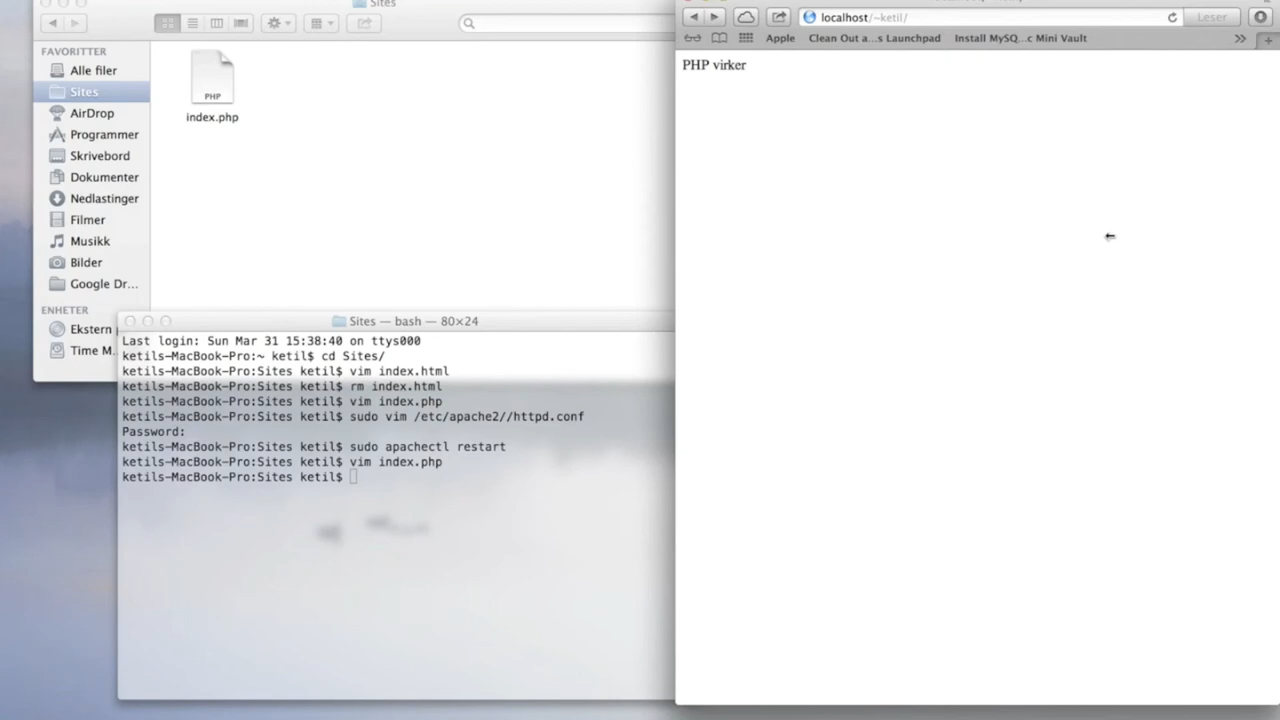 Sites
FAVORITTER
Alle filer
Sites
AirDrop
Programmer
Skrivebord
Dokumenter
Nedlastinger
Filmer
Musikk
Bilder
Google Dr...
ENHETER
Ekstern
Time M...
PHP
index.php
Sites — bash — 80×24
Last login: Sun Mar 31 15:38:40 on ttys000
ketils-MacBook-Pro:~ ketil$ cd Sites/
ketils-MacBook-Pro:Sites ketil$ vim index.html
ketils-MacBook-Pro:Sites ketil$ rm index.html
ketils-MacBook-Pro:Sites ketil$ vim index.php
ketils-MacBook-Pro:Sites ketil$ sudo vim /etc/apache2//httpd.conf
Password:
ketils-MacBook-Pro:Sites ketil$ sudo apachectl restart
ketils-MacBook-Pro:Sites ketil$ vim index.php
ketils-MacBook-Pro:Sites ketil$
localhost/~ketil/
Leser
Apple Clean Out a...s Launchpad Install MySQ...c Mini Vault
PHP virker